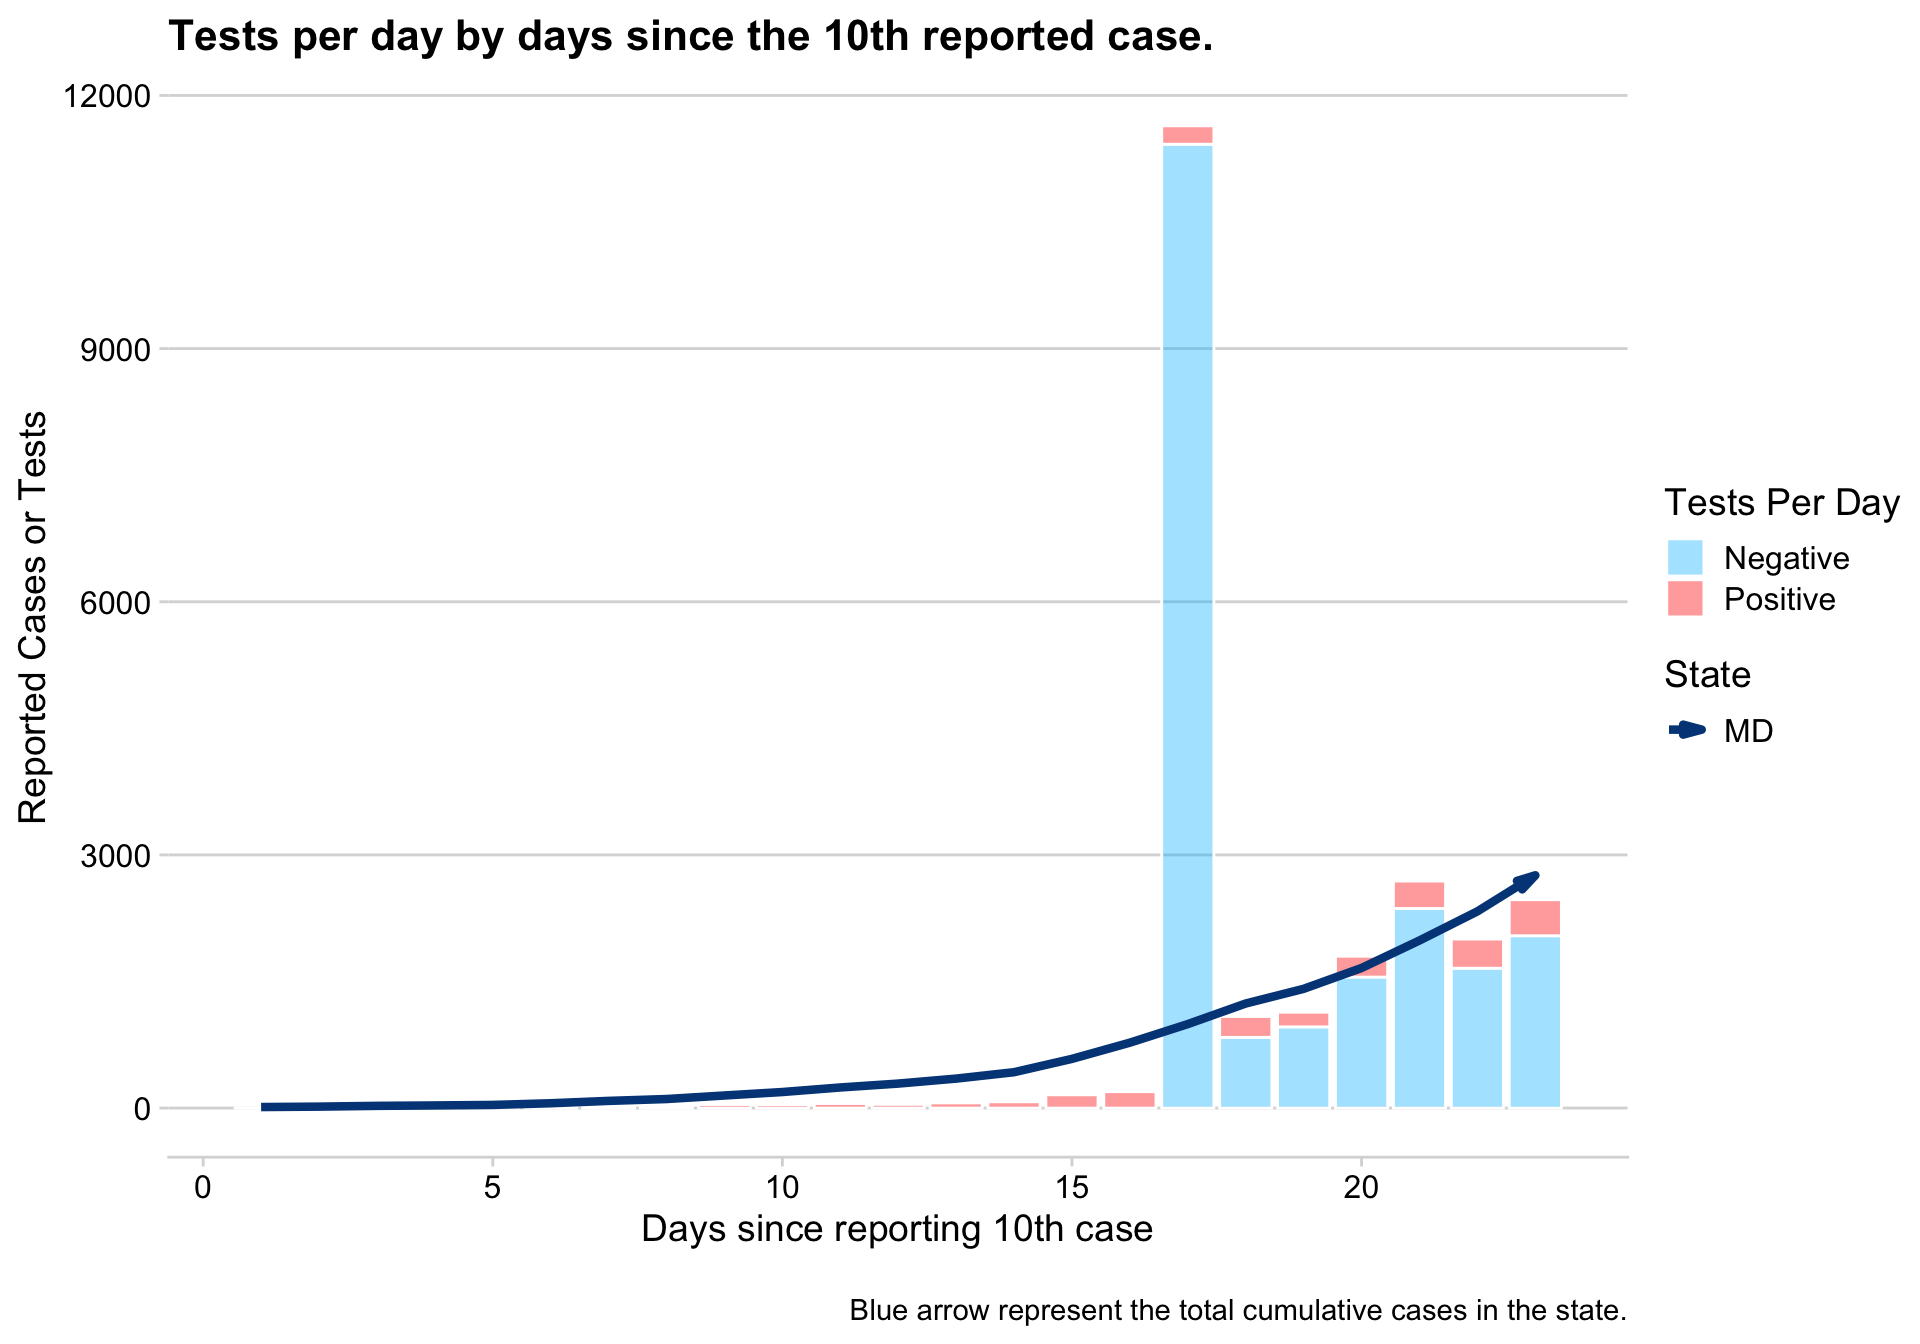 Tests per day by days since the 10th reported case.
12000
9000
6000
3000
0
Reported Cases or Tests
0 5 10 15 20
Days since reporting 10th case
Tests Per Day
Negative
Positive
State
MD
Blue arrow represent the total cumulative cases in the state.